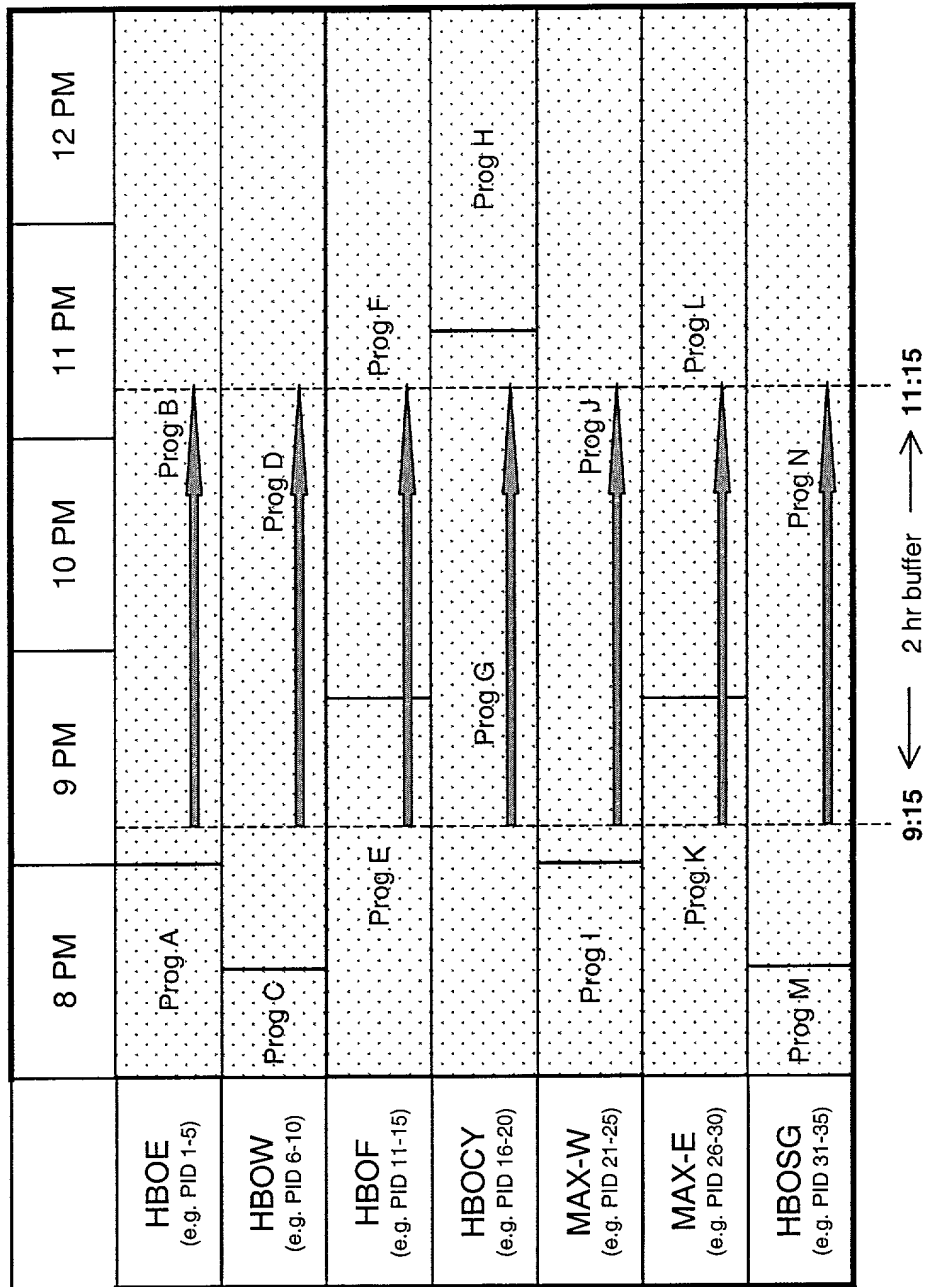 8 PM
9 PM
10 PM
11 PM
12 PM
HBOE
(e.g. PID 1-5)
Prog A
Prog B
HBOW
(e.g. PID 6-10)
Prog C
Prog D
HBOF
(e.g. PID 11-15)
Prog E
Prog F
HBOCY
(e.g. PID 16-20)
Prog G
Prog H
MAX-W
(e.g. PID 21-25)
Prog I
Prog J
MAX-E
(e.g. PID 26-30)
Prog K
Prog L
HBOSG
(e.g. PID 31-35)
Prog M
Prog N
9:15 ← 2 hr buffer → 11:15